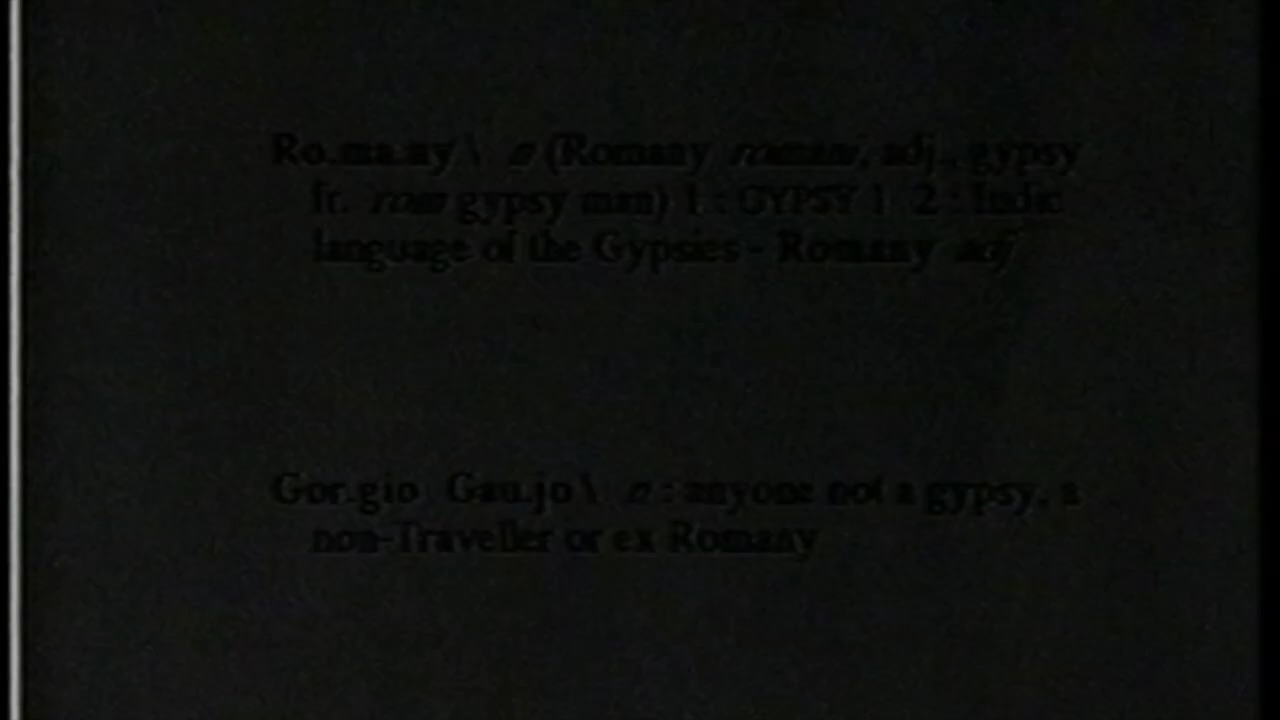 Ro.ma.ny \ n (Romany romani, adj., gypsy
fr. rom gypsy man) 1 : GYPSY 1 2 : Indic
language of the Gypsies - Romany adj
Gor.gio Gau.jo \ n : anyone not a gypsy, a
non-Traveller or ex Romany